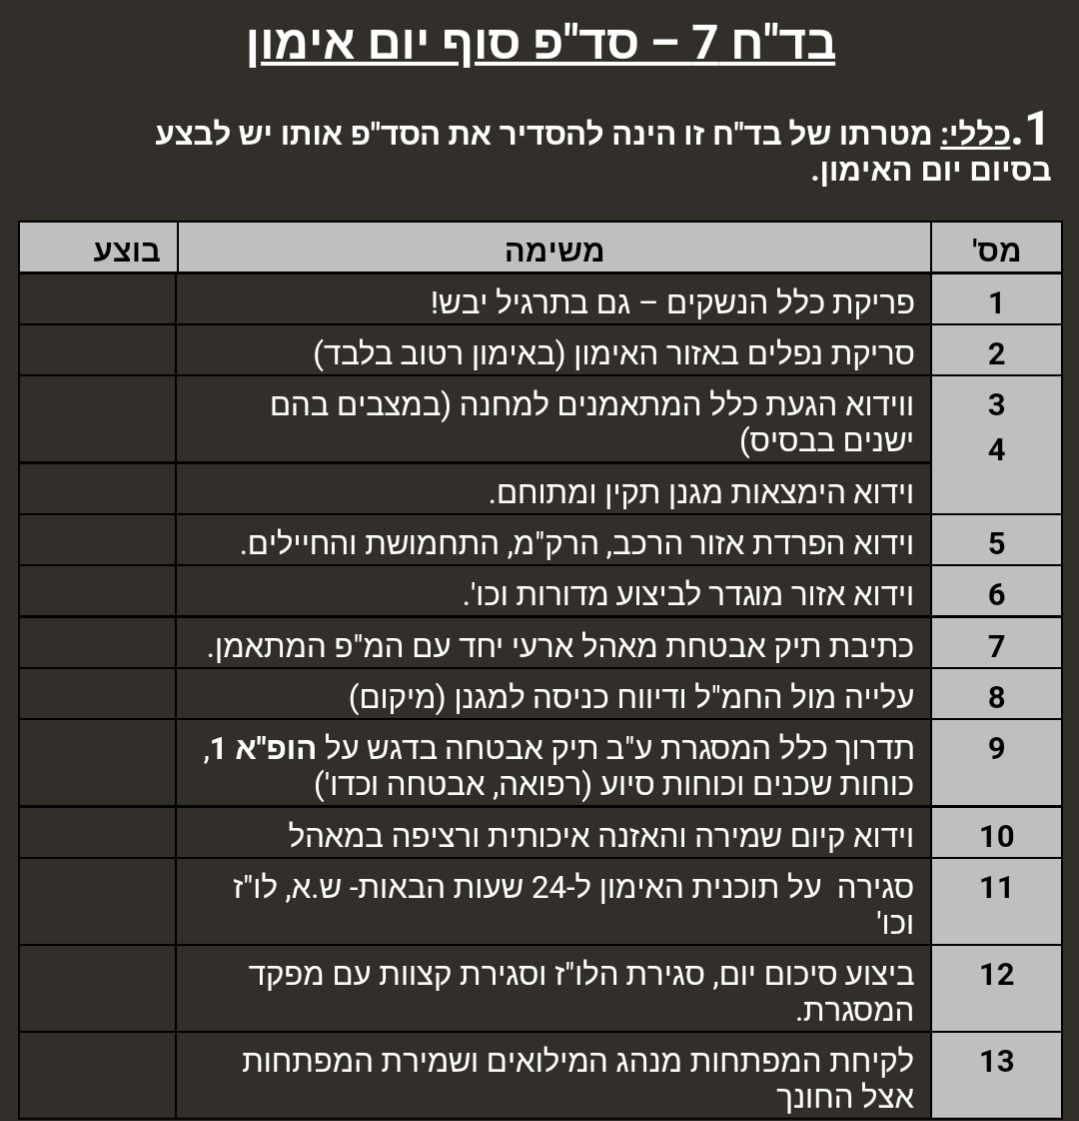 בד"ח 7 – סד"פ סוף יום אימון
1.כללי: מטרתו של בד"ח זו הינה להסדיר את הסד"פ אותו יש לבצע
בסיום יום האימון.
מס' משימה בוצע
1 פריקת כלל הנשקים – גם בתרגיל יבש!
2 סריקת נפלים באזור האימון (באימון רטוב בלבד)
3 ווידוא הגעת כלל המתאמנים למחנה (במצבים בהם
ישנים בבסיס)
4 וידוא הימצאות מגנן תקין ומתוחם.
5 וידוא הפרדת אזור הרכב, הרק"מ, התחמושת והחיילים.
6 וידוא אזור מוגדר לביצוע מדורות וכו'.
7 כתיבת תיק אבטחת מאהל ארעי יחד עם המ"פ המתאמן.
8 עלייה מול החמ"ל ודיווח כניסה למגנן (מיקום)
9 תדרוך כלל המסגרת ע"ב תיק אבטחה בדגש על הופ"א 1,
כוחות שכנים וכוחות סיוע (רפואה, אבטחה וכדו')
10 וידוא קיום שמירה והאזנה איכותית ורציפה במאהל
11 סגירה  על תוכנית האימון ל-24 שעות הבאות- ש.א, לו"ז
וכו'
12 ביצוע סיכום יום, סגירת הלו"ז וסגירת קצוות עם מפקד
המסגרת.
13 לקיחת המפתחות מנהג המילואים ושמירת המפתחות
אצל החונך